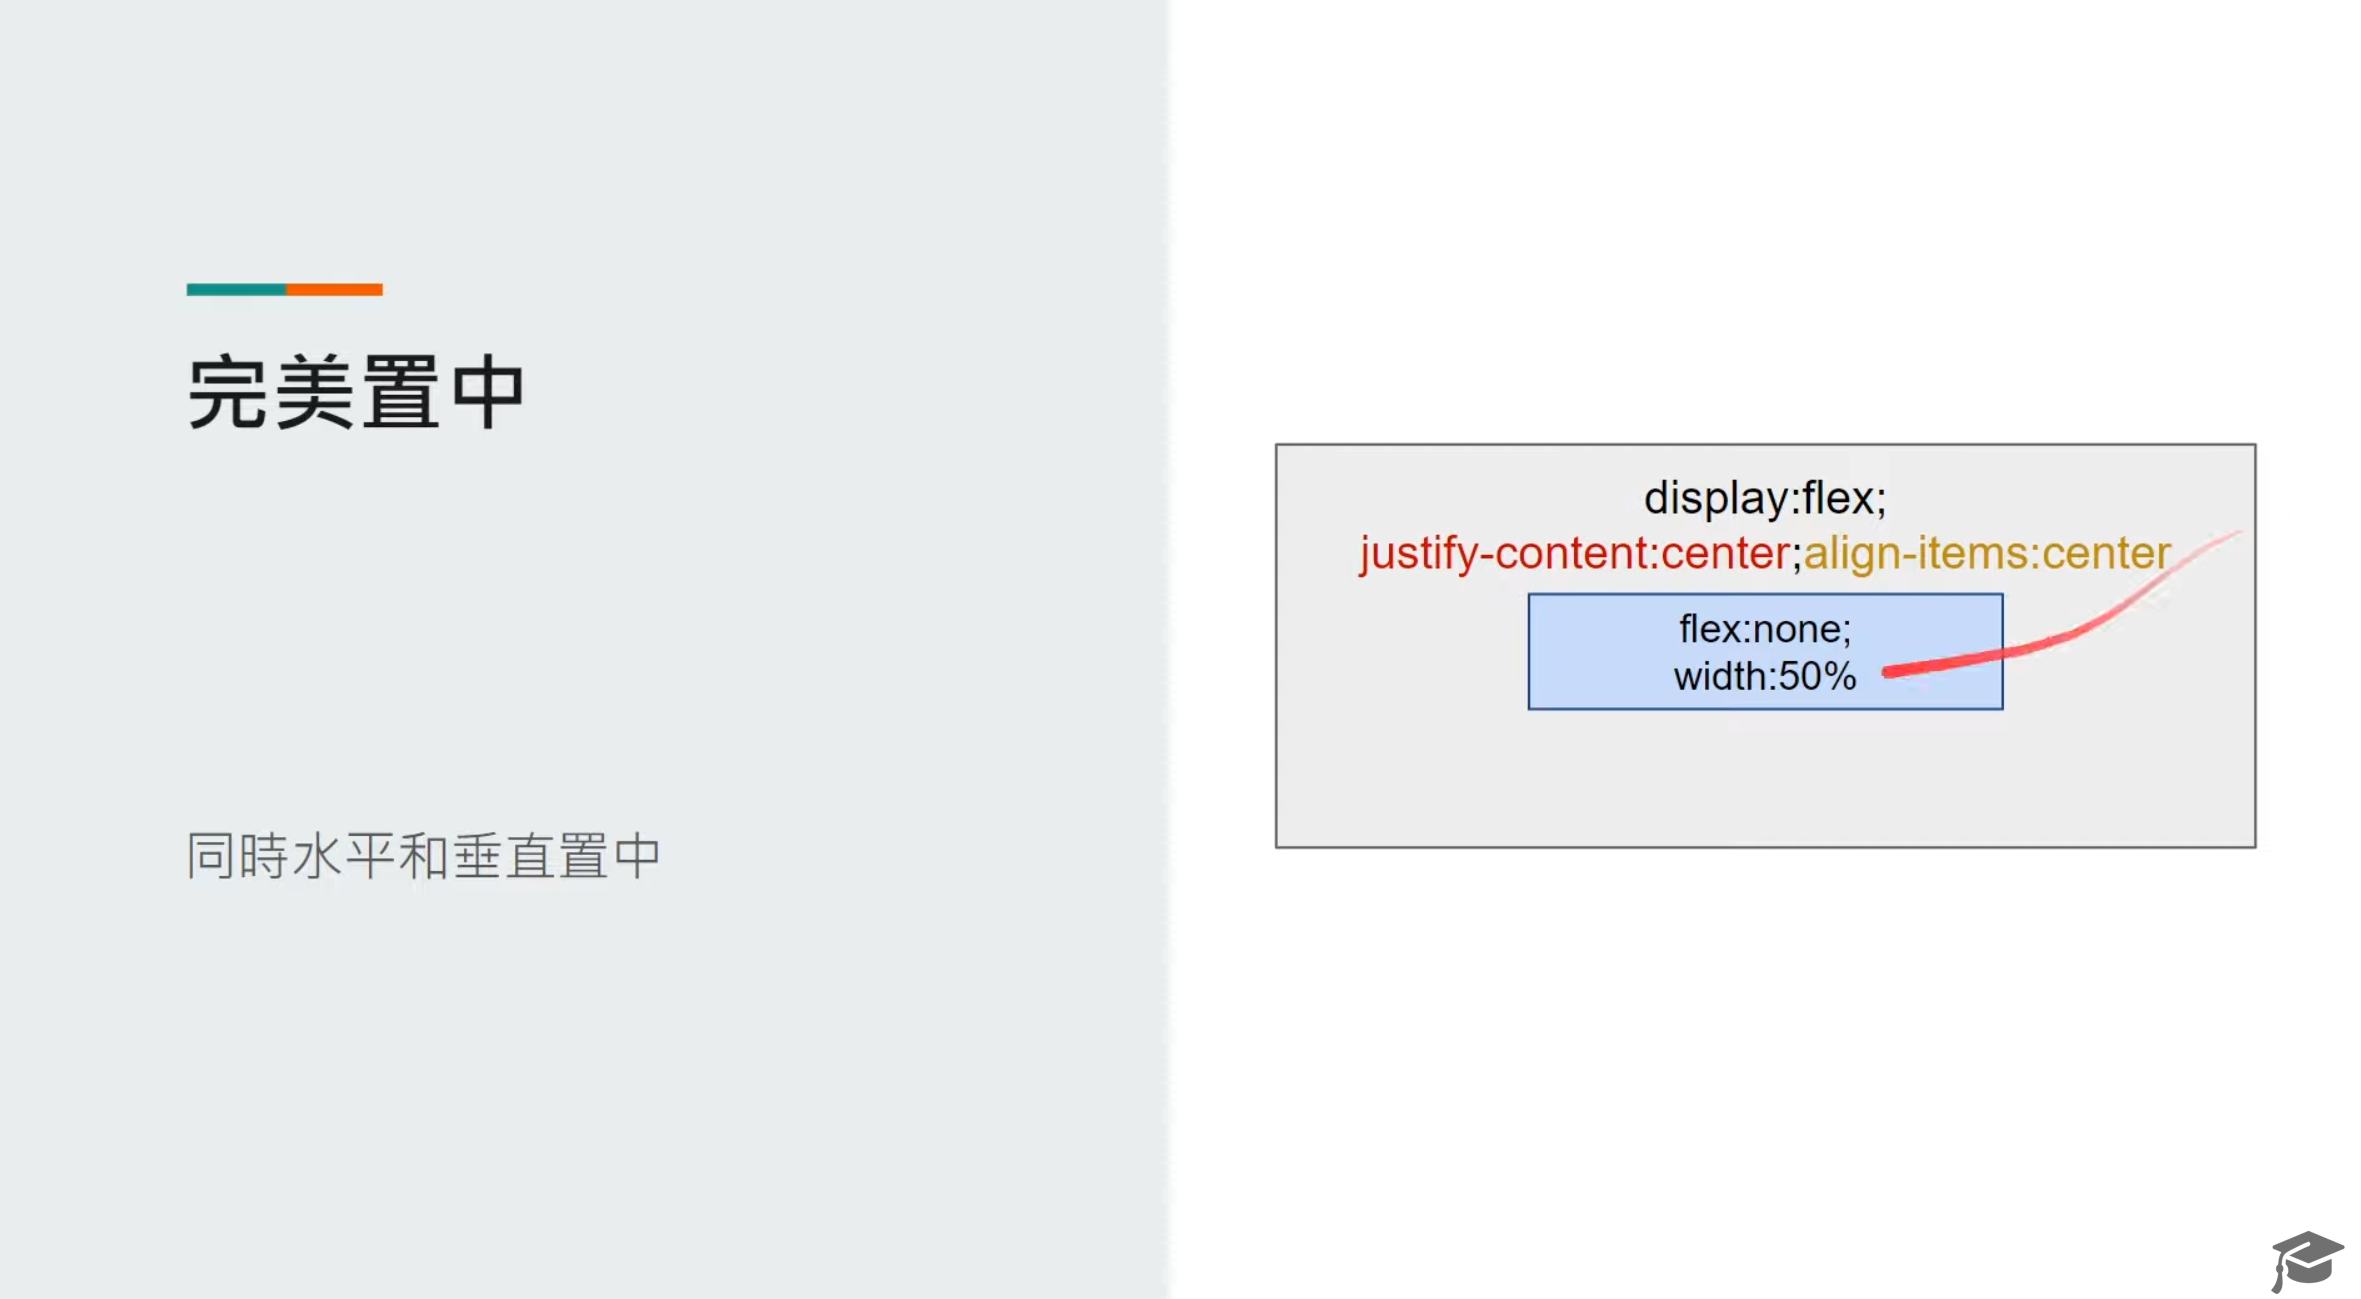 完美置中
同時水平和垂直置中
display:flex;
justify-content:center;align-items:center
flex:none;
width:50%